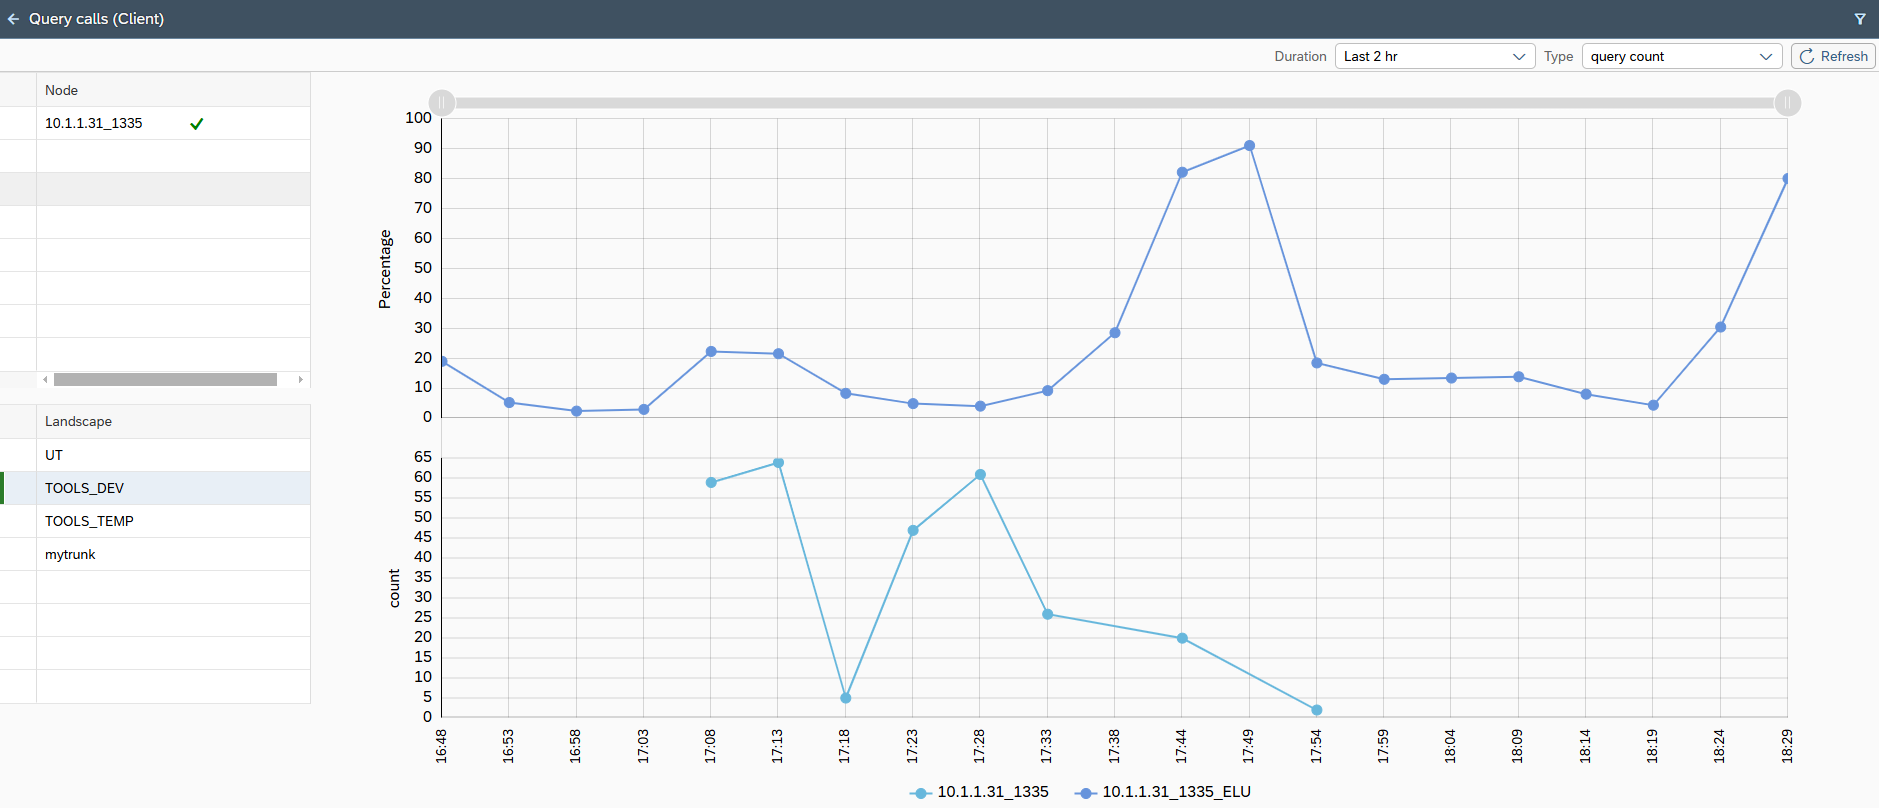 Query calls (Client)
Duration Last 2 hr Type query count Refresh
Node
10.1.1.31_1335
Landscape
UT
TOOLS_DEV
TOOLS_TEMP
mytrunk
Percentage
100
90
80
70
60
50
40
30
20
10
0
count
65
60
55
50
45
40
35
30
25
20
15
10
5
0
16:48 16:53 16:58 17:03 17:08 17:13 17:18 17:23 17:28 17:33 17:38 17:44 17:49 17:54 17:59 18:04 18:09 18:14 18:19 18:24 18:29
10.1.1.31_1335 10.1.1.31_1335_ELU